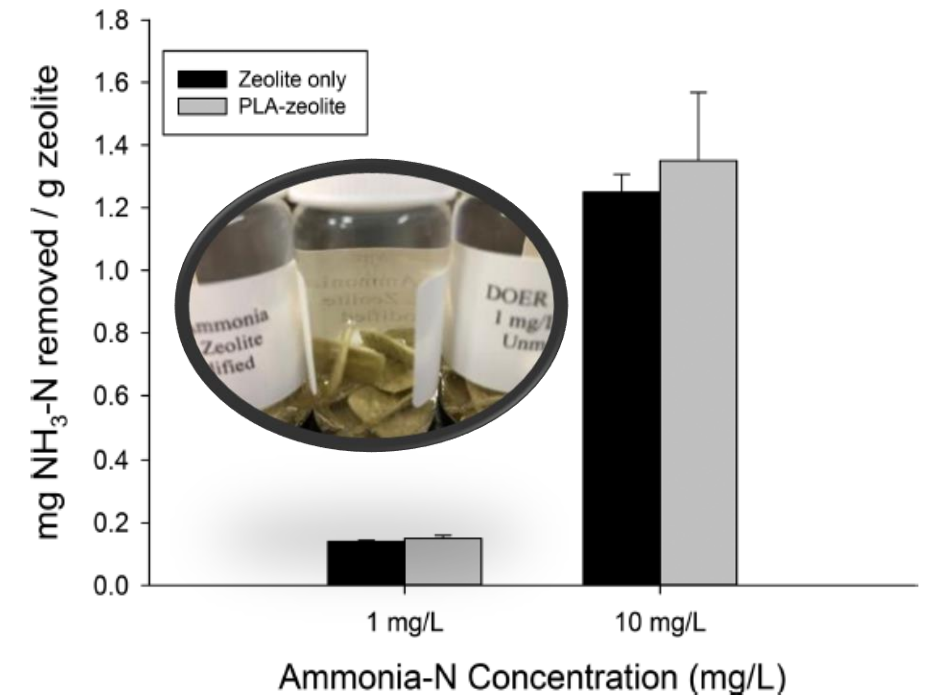 1.8
1.6
1.4
1.2
1.0
0.8
0.6
0.4
0.2
0.0
mg NH₃-N removed / g zeolite
Zeolite only
PLA-zeolite
mmonia
Zeolite
ified
DOER
1 mg/l
Unm
1 mg/L
10 mg/L
Ammonia-N Concentration (mg/L)